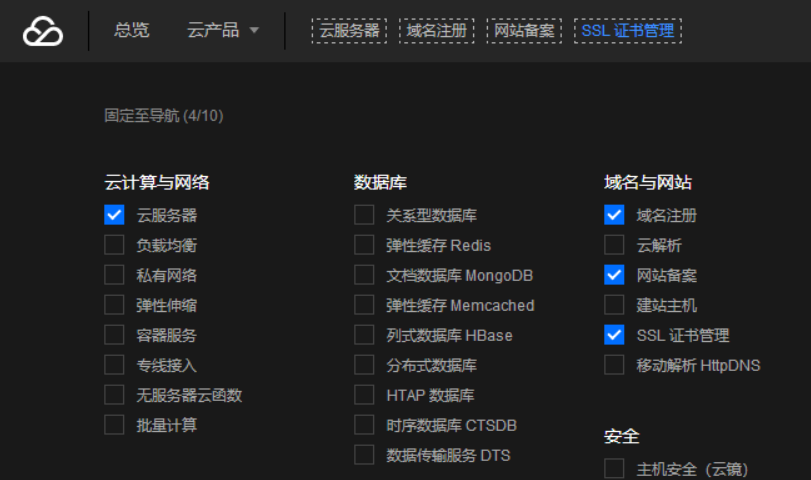 总览 云产品 云服务器 域名注册 网站备案 SSL 证书管理
固定至导航 (4/10)
云计算与网络
云服务器
负载均衡
私有网络
弹性伸缩
容器服务
专线接入
无服务器云函数
批量计算
数据库
关系型数据库
弹性缓存 Redis
文档数据库 MongoDB
弹性缓存 Memcached
列式数据库 HBase
分布式数据库
HTAP 数据库
时序数据库 CTSDB
数据传输服务 DTS
域名与网站
域名注册
云解析
网站备案
建站主机
SSL 证书管理
移动解析 HttpDNS
安全
主机安全（云镜）